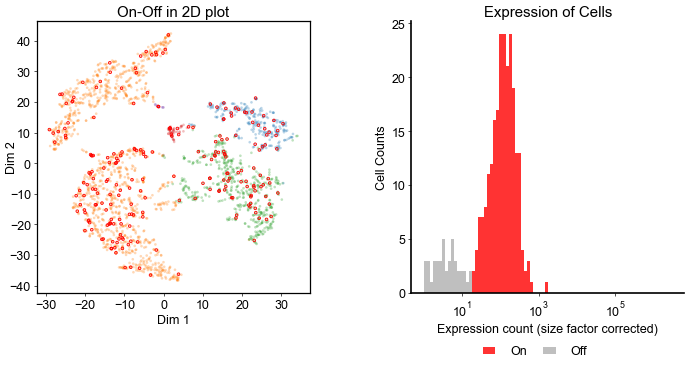 On-Off in 2D plot
40
30
20
10
0
−10
−20
−30
−40
Dim 2
−30 −20 −10 0 10 20 30
Dim 1
Expression of Cells
25
20
15
10
5
0
Cell Counts
10^1 10^3 10^5
Expression count (size factor corrected)
On Off